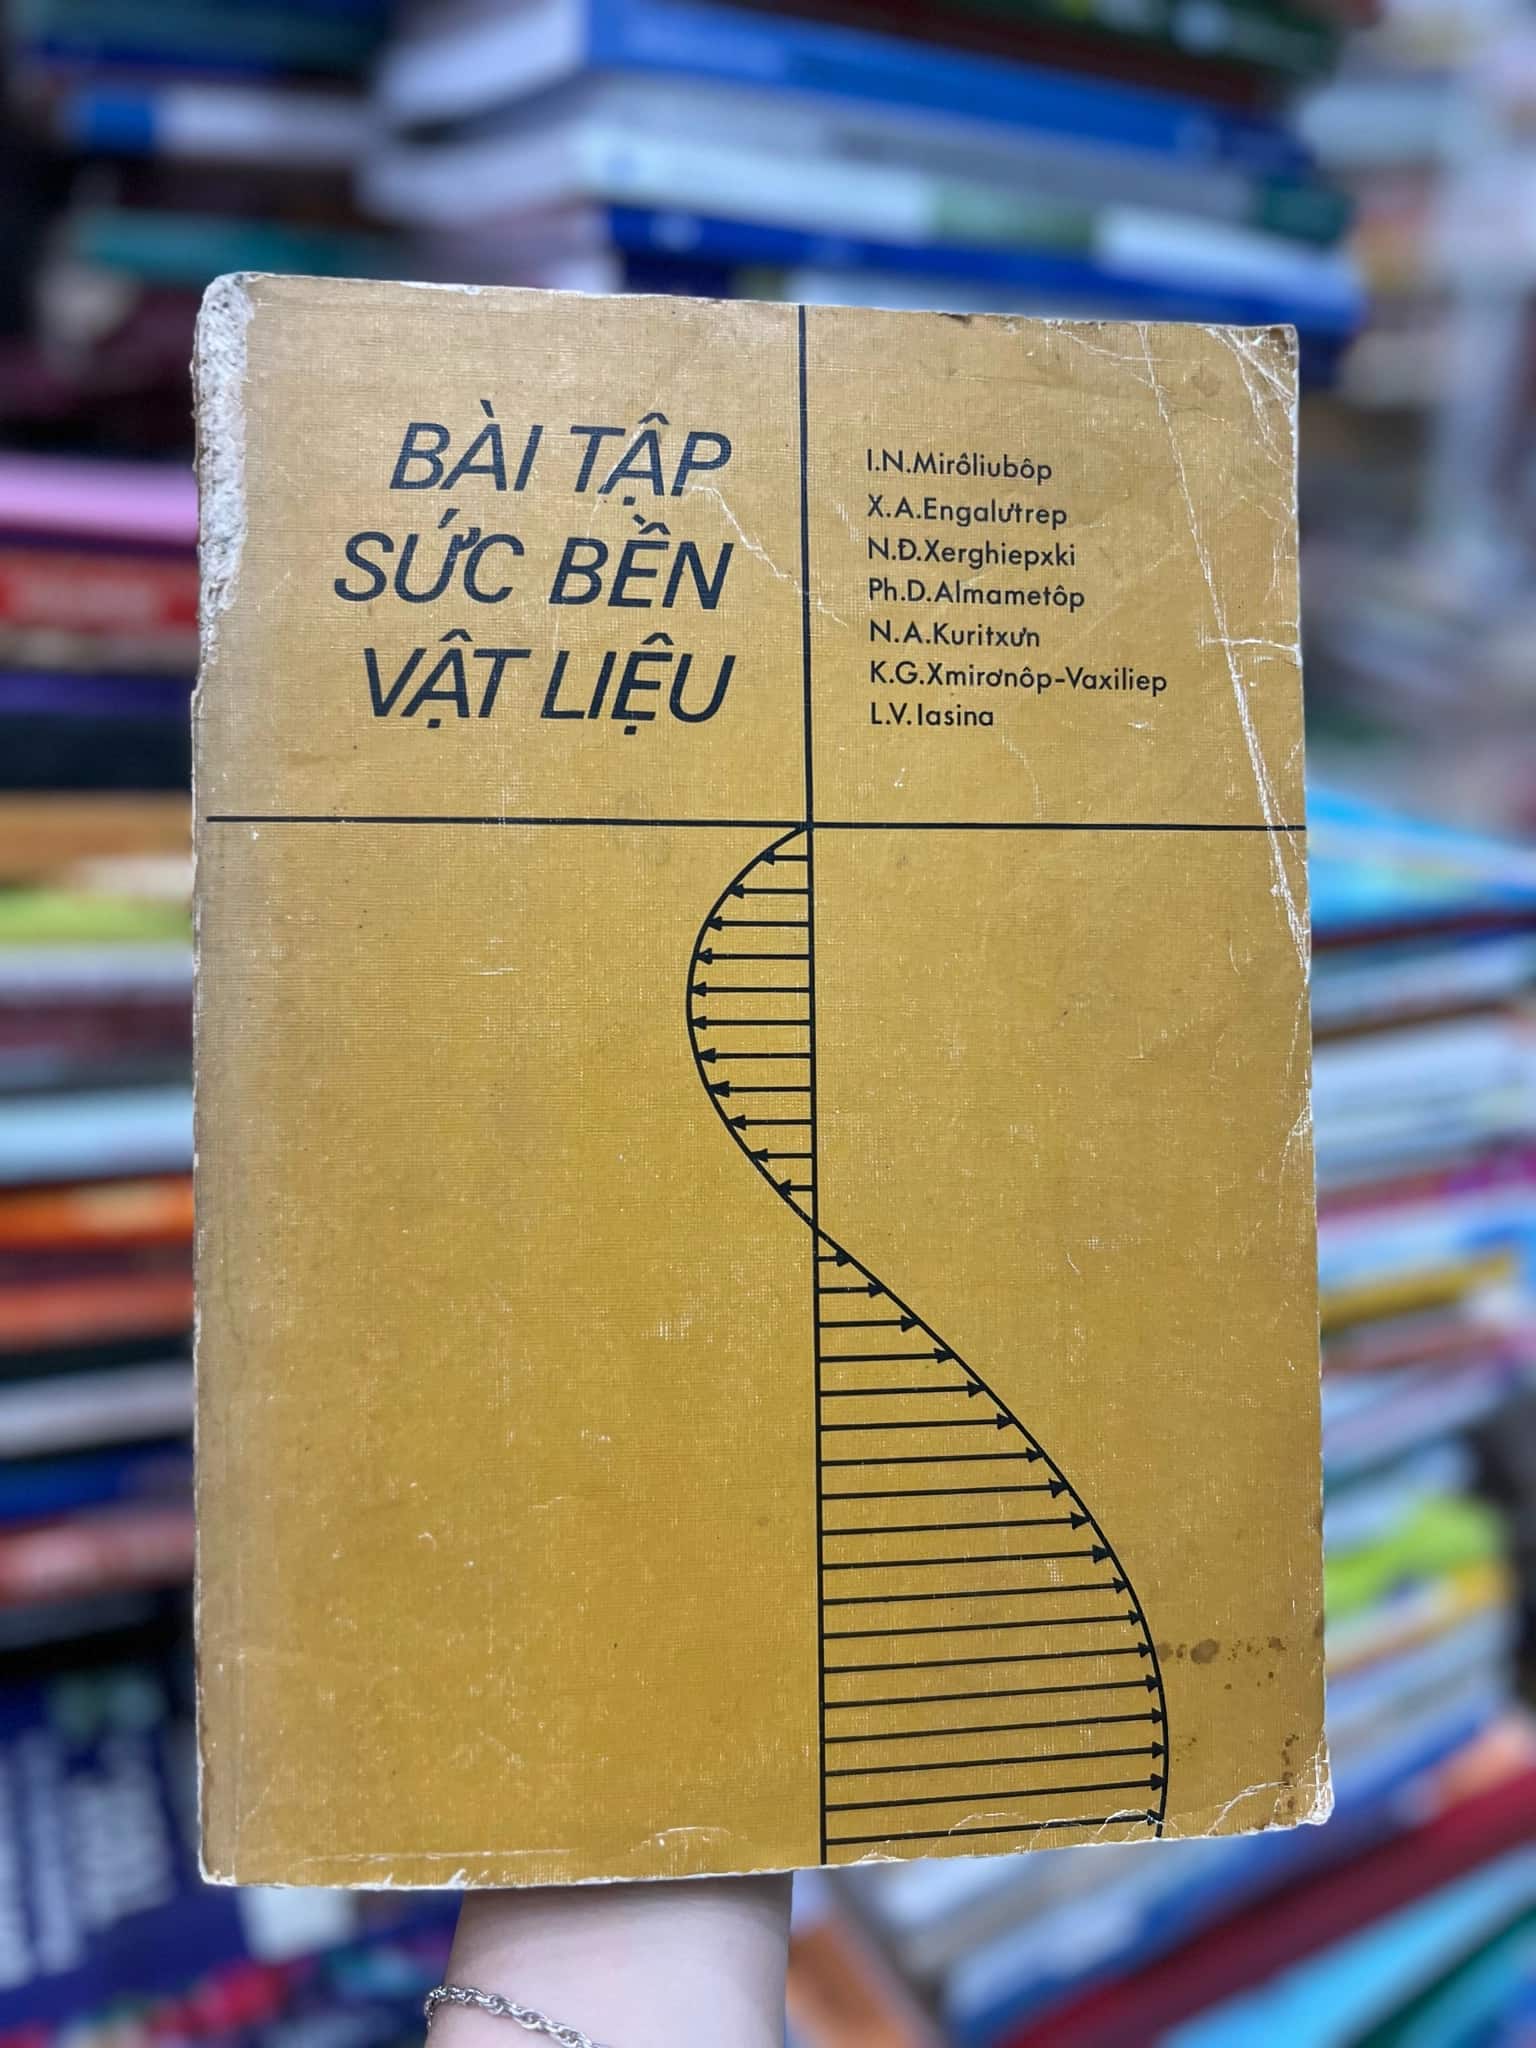 BÀI TẬP
SỨC BỀN
VẬT LIỆU
I.N.Mirôliubôp
X.A.Engalưtrep
N.Đ.Xerghiepxki
Ph.D.Almametôp
N.A.Kuritxưn
K.G.Xmirơnôp-Vaxiliep
L.V.Iasina